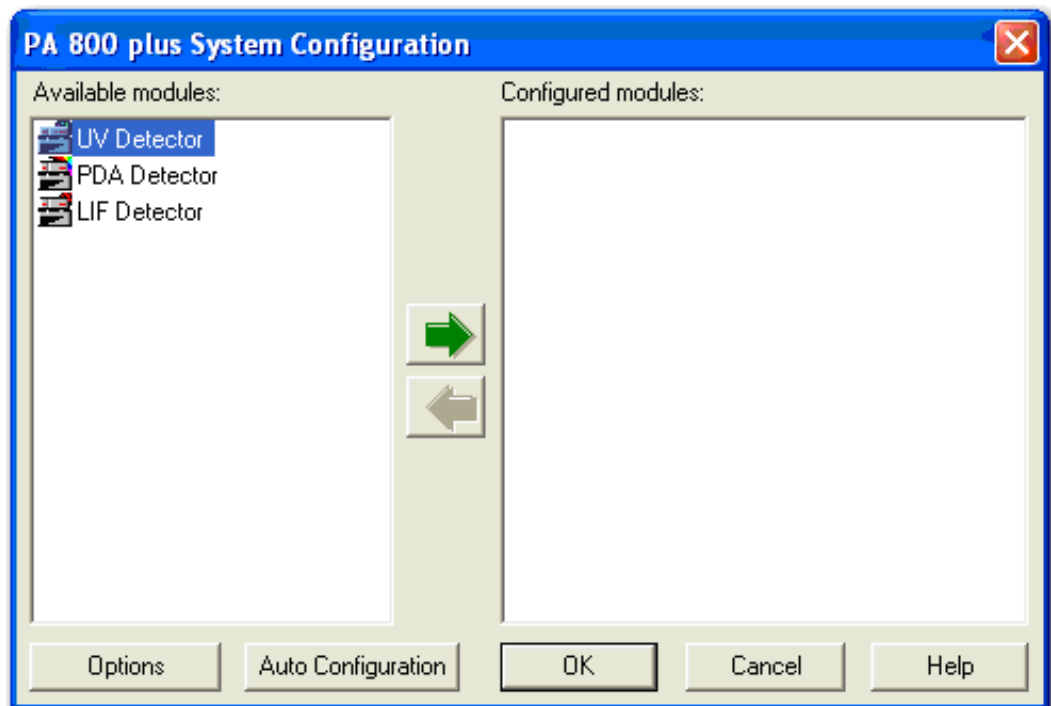 PA 800 plus System Configuration
Available modules:
Configured modules:
UV Detector
PDA Detector
LIF Detector
Options
Auto Configuration
OK
Cancel
Help